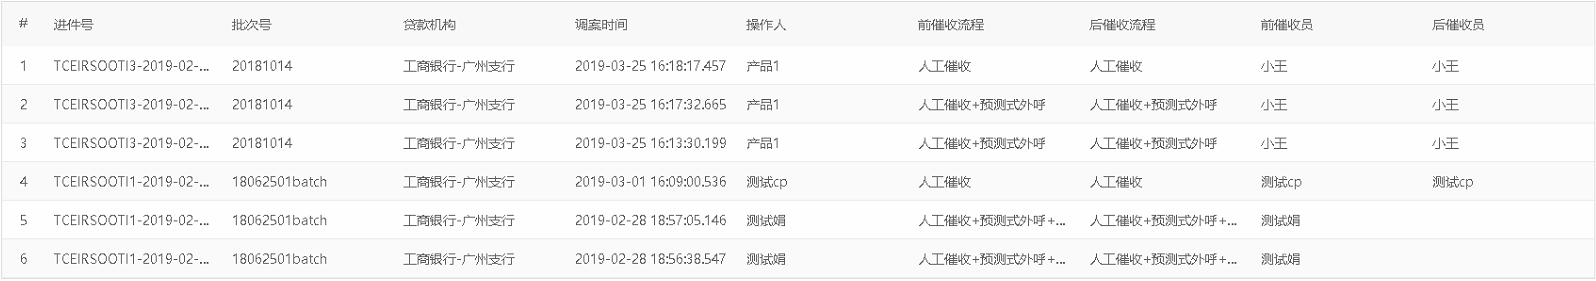 # 进件号 批次号 贷款机构 调案时间 操作人 前催收流程 后催收流程 前催收员 后催收员
1 TCEIRSOOTI3-2019-02-... 20181014 工商银行-广州支行 2019-03-25 16:18:17.457 产品1 人工催收 人工催收 小王 小王
2 TCEIRSOOTI3-2019-02-... 20181014 工商银行-广州支行 2019-03-25 16:17:32.665 产品1 人工催收+预测式外呼 人工催收+预测式外呼 小王 小王
3 TCEIRSOOTI3-2019-02-... 20181014 工商银行-广州支行 2019-03-25 16:13:30.199 产品1 人工催收+预测式外呼 人工催收+预测式外呼 小王 小王
4 TCEIRSOOTI1-2019-02-... 18062501batch 工商银行-广州支行 2019-03-01 16:09:00.536 测试cp 人工催收 人工催收 测试cp 测试cp
5 TCEIRSOOTI1-2019-02-... 18062501batch 工商银行-广州支行 2019-02-28 18:57:05.146 测试娟 人工催收+预测式外呼+... 人工催收+预测式外呼+... 测试娟
6 TCEIRSOOTI1-2019-02-... 18062501batch 工商银行-广州支行 2019-02-28 18:56:38.547 测试娟 人工催收+预测式外呼+... 人工催收+预测式外呼+... 测试娟